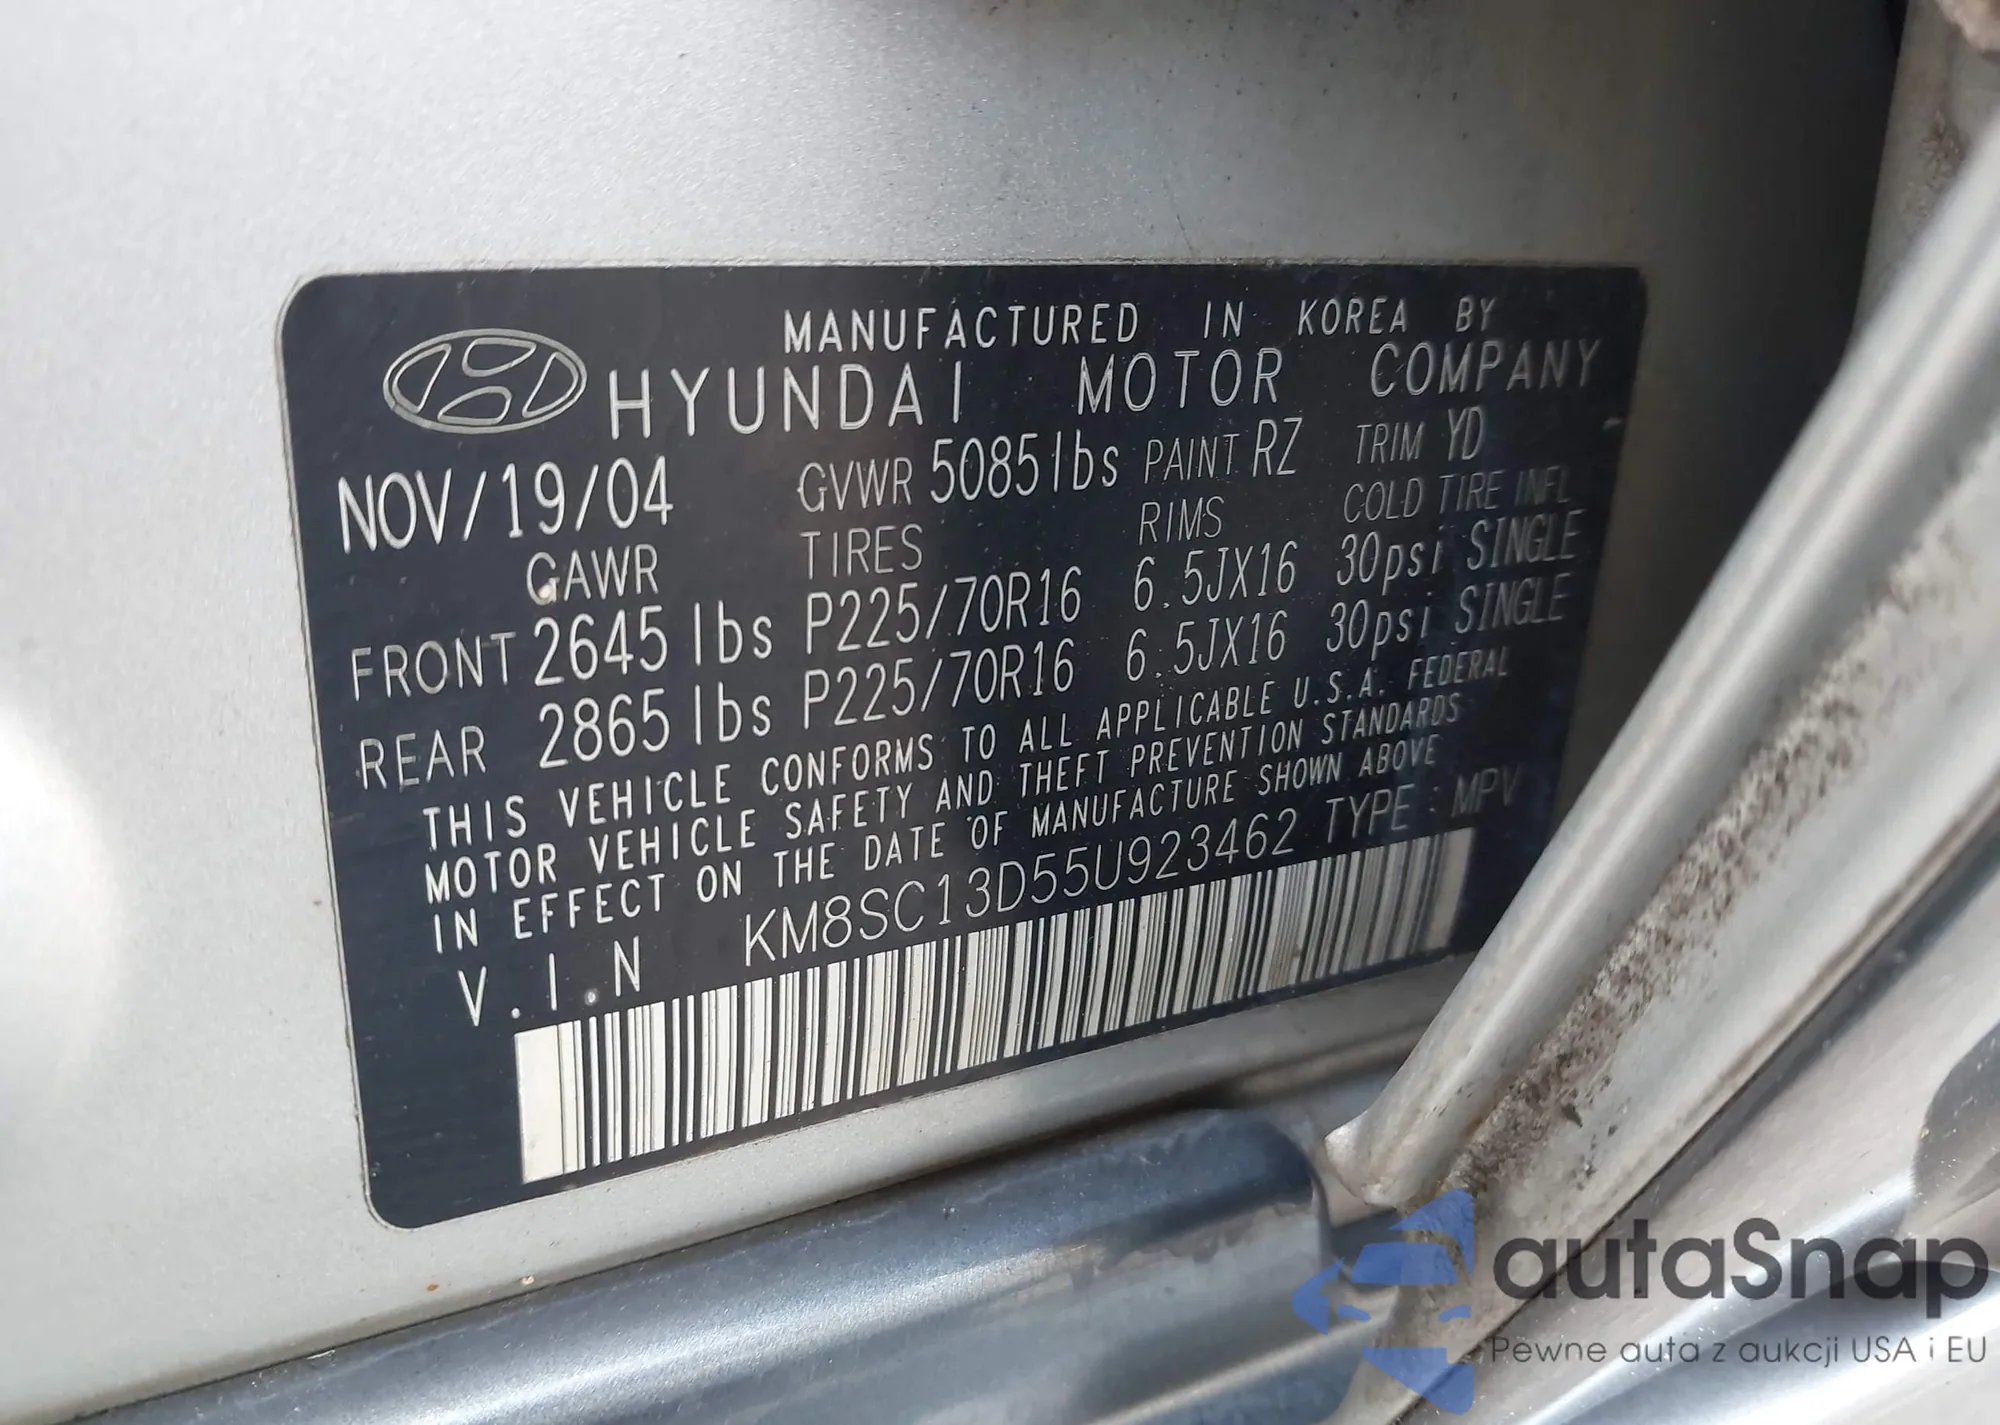 MANUFACTURED IN KOREA BY
HYUNDAI MOTOR COMPANY
NOV/19/04 GVWR 5085lbs PAINT RZ TRIM YD
GAWR TIRES RIMS COLD TIRE INFL
FRONT 2645 lbs P225/70R16 6.5JX16 30psi SINGLE
REAR 2865 lbs P225/70R16 6.5JX16 30psi SINGLE
THIS VEHICLE CONFORMS TO ALL APPLICABLE U.S.A. FEDERAL
MOTOR VEHICLE SAFETY AND THEFT PREVENTION STANDARDS
IN EFFECT ON THE DATE OF MANUFACTURE SHOWN ABOVE
V.I.N KM8SC13D55U923462 TYPE : MPV
autaSnap
Pewne auta z aukcji USA i EU